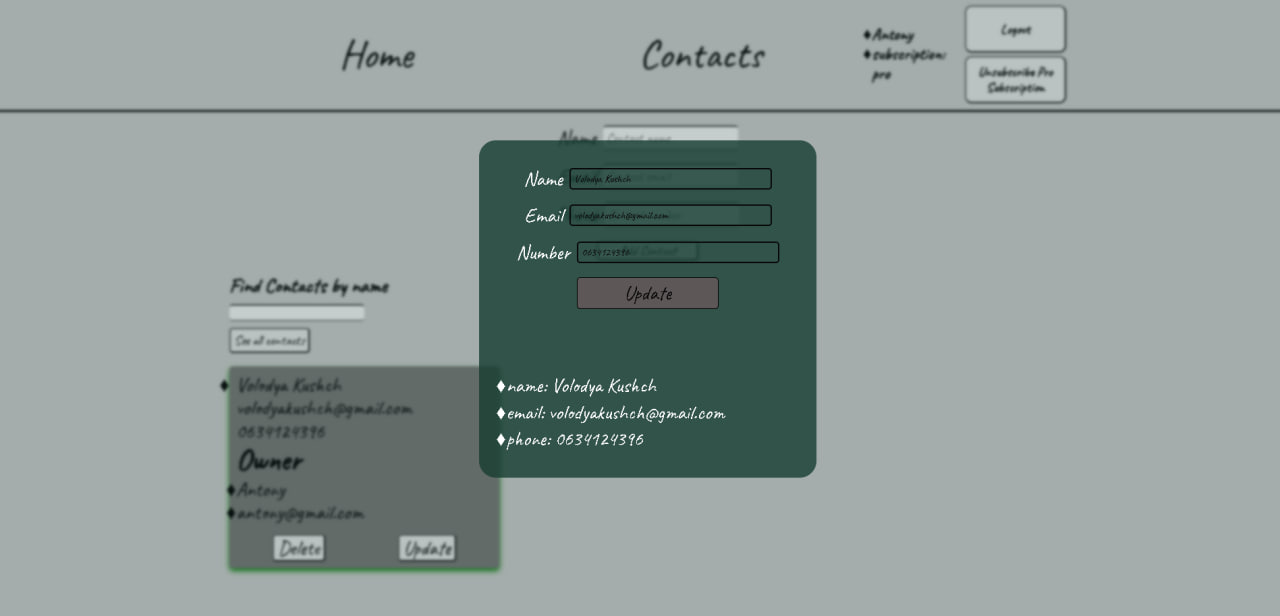 Home
Contacts
Antony
subscription:
pro
Logout
Unsubscribe Pro
Subscription
Name
Contact name
Name
Volodya Kushch
Email
volodyakushch@gmail.com
Number
0634124396
Update
Find Contacts by name
See all contacts
Volodya Kushch
volodyakushch@gmail.com
0634124396
Owner
Antony
antony@gmail.com
Delete
Update
name: Volodya Kushch
email: volodyakushch@gmail.com
phone: 0634124396